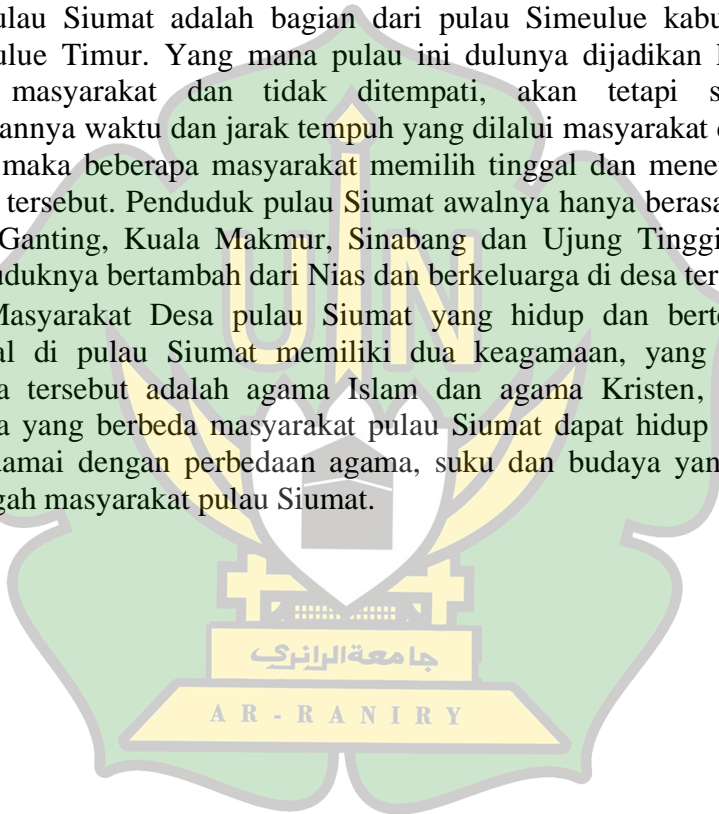 ulau Siumat adalah bagian dari pulau Simeulue kabu
ulue Timur. Yang mana pulau ini dulunya dijadikan
masyarakat dan tidak ditempati, akan tetapi s
annya waktu dan jarak tempuh yang dilalui masyarakat
maka beberapa masyarakat memilih tinggal dan mene
tersebut. Penduduk pulau Siumat awalnya hanya berasa
Ganting, Kuala Makmur, Sinabang dan Ujung Tinggi
duknya bertambah dari Nias dan berkeluarga di desa ter
Masyarakat Desa pulau Siumat yang hidup dan berte
al di pulau Siumat memiliki dua keagamaan, yang
a tersebut adalah agama Islam dan agama Kristen,
a yang berbeda masyarakat pulau Siumat dapat hidup
damai dengan perbedaan agama, suku dan budaya yan
gah masyarakat pulau Siumat.
UIN
جامعةالرانري
AR-RANIRY